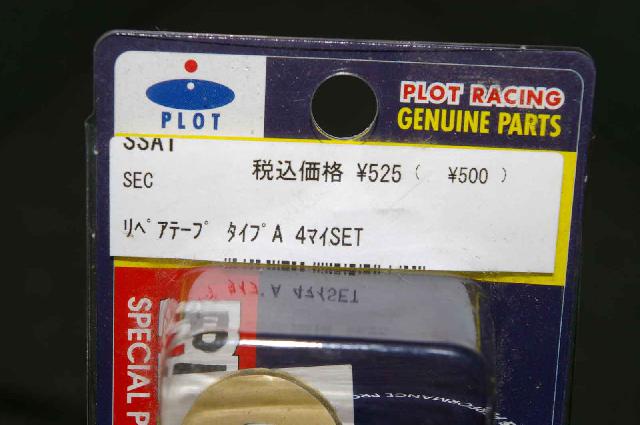 PLOT
PLOT RACING
GENUINE PARTS
SSAT
SEC
税込価格 ¥525 ( ¥500 )
リペアテープ タイプA 4マイSET
SPECIAL P